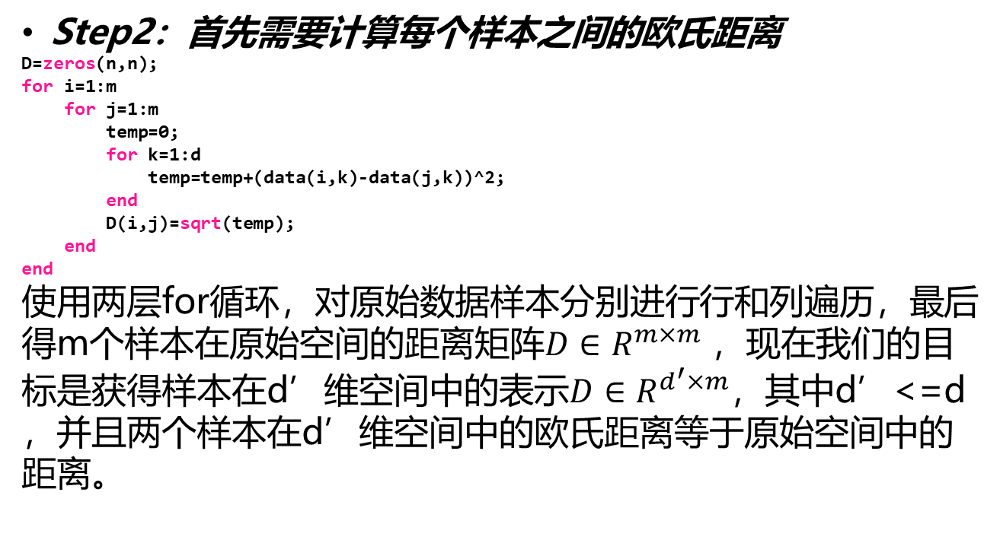 • Step2：首先需要计算每个样本之间的欧氏距离
D=zeros(n,n);
for i=1:m
    for j=1:m
        temp=0;
        for k=1:d
            temp=temp+(data(i,k)-data(j,k))^2;
        end
        D(i,j)=sqrt(temp);
    end
end
使用两层for循环，对原始数据样本分别进行行和列遍历，最后
得m个样本在原始空间的距离矩阵𝐷 ∈ 𝑅^{𝑚×𝑚} ，现在我们的目
标是获得样本在d’维空间中的表示𝐷 ∈ 𝑅^{𝑑′×𝑚}，其中d’<=d
，并且两个样本在d’维空间中的欧氏距离等于原始空间中的
距离。